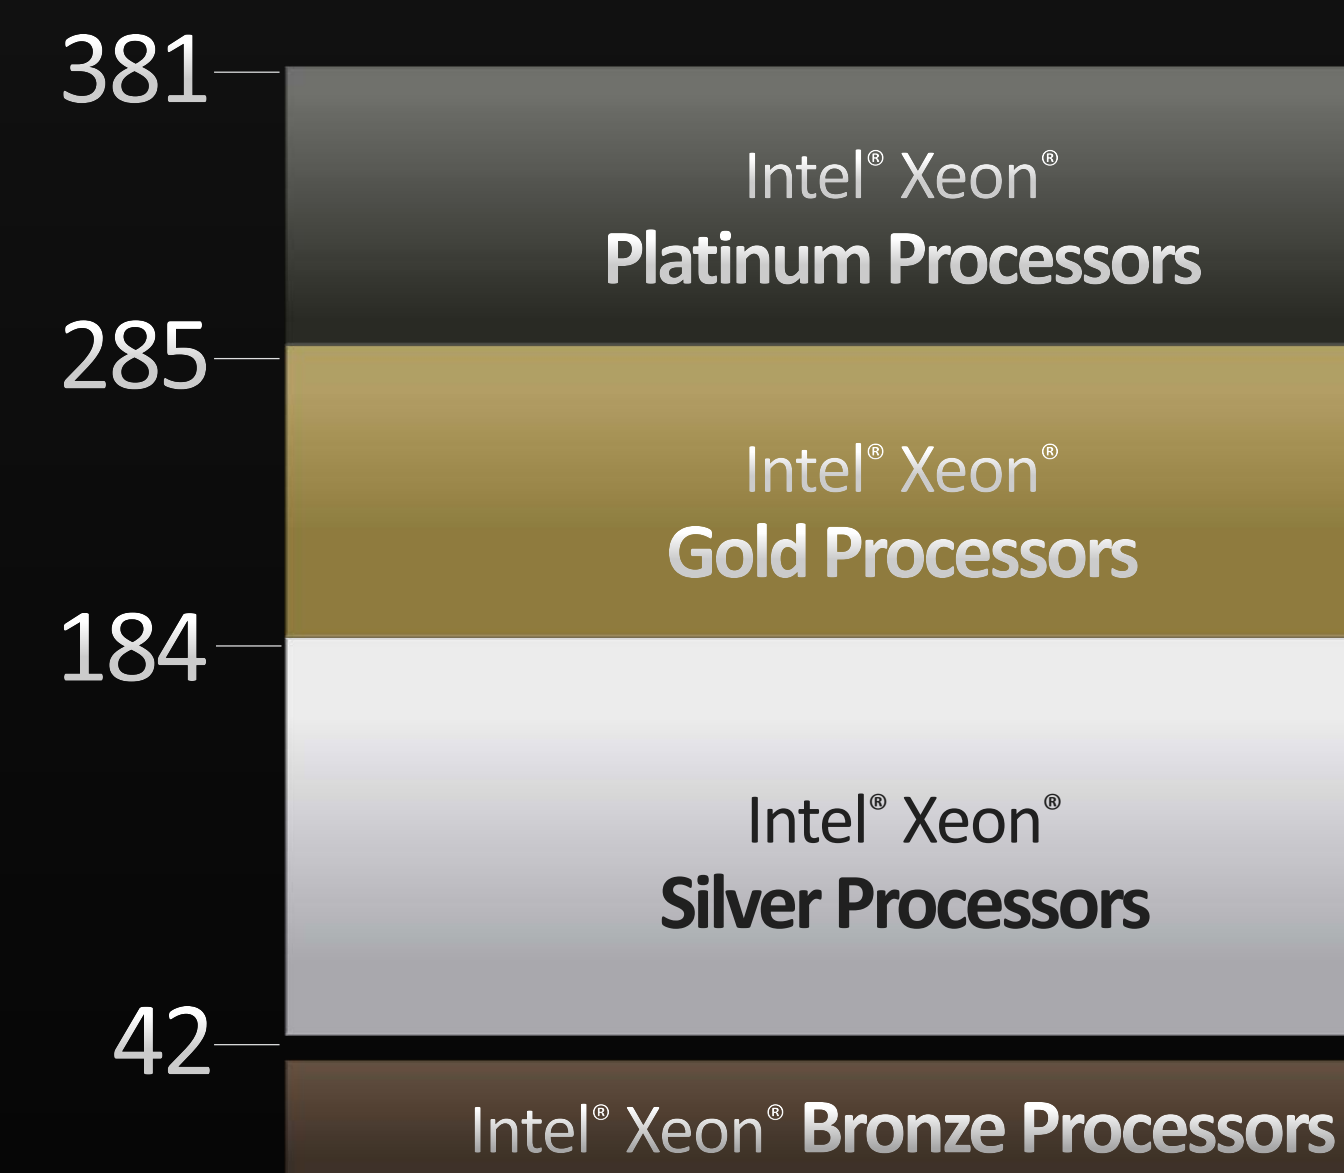 381
Intel® Xeon®
Platinum Processors
285
Intel® Xeon®
Gold Processors
184
Intel® Xeon®
Silver Processors
42
Intel® Xeon® Bronze Processors